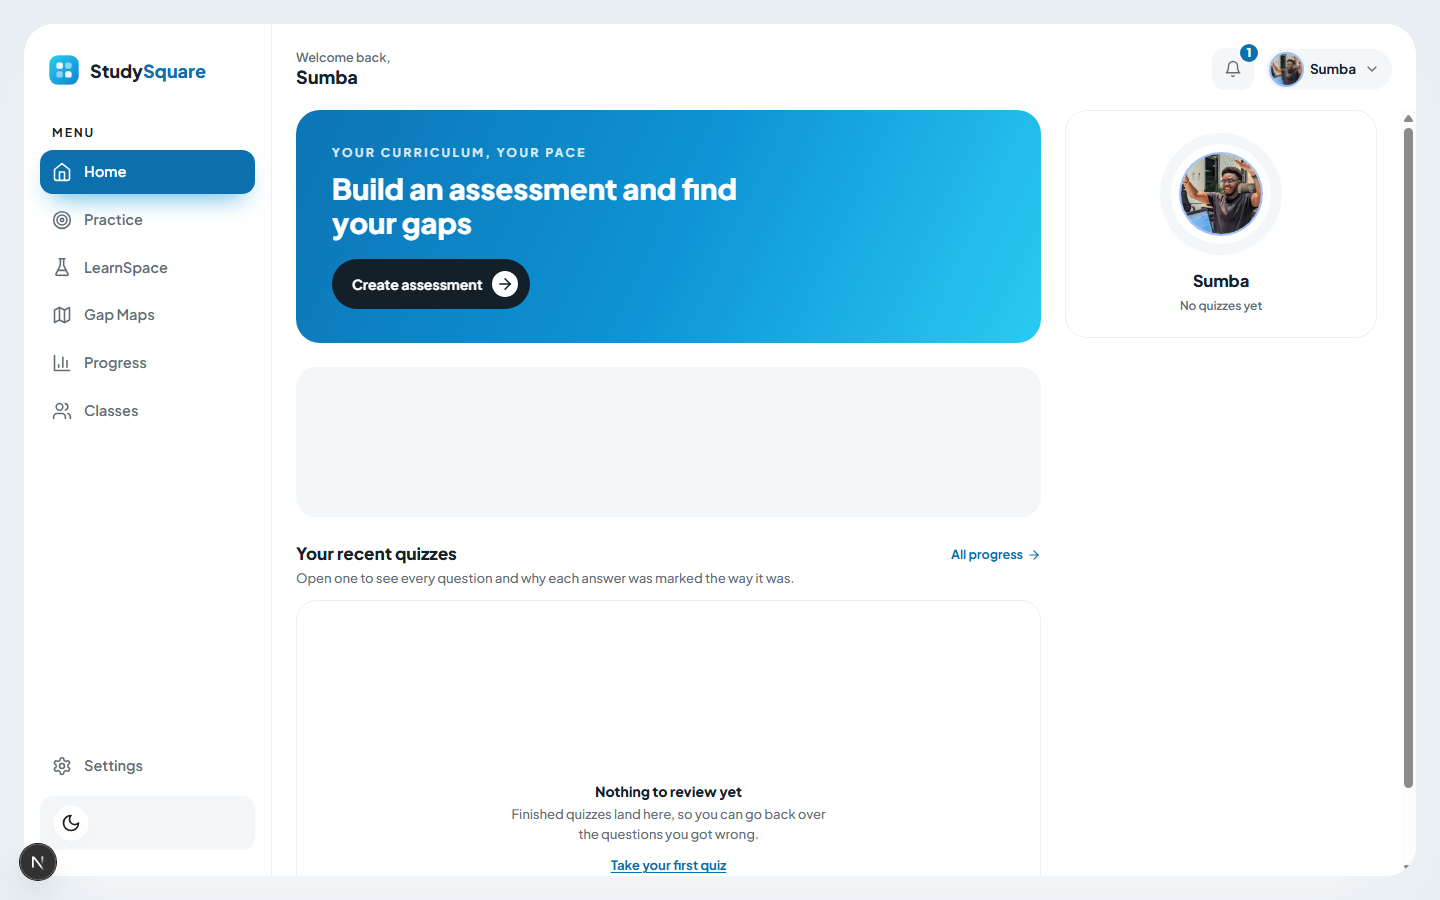 StudySquare
MENU
Home
Practice
LearnSpace
Gap Maps
Progress
Classes
Settings
N
Welcome back,
Sumba
1
Sumba
YOUR CURRICULUM, YOUR PACE
Build an assessment and find
your gaps
Create assessment
Sumba
No quizzes yet
Your recent quizzes
All progress
Open one to see every question and why each answer was marked the way it was.
Nothing to review yet
Finished quizzes land here, so you can go back over
the questions you got wrong.
Take your first quiz